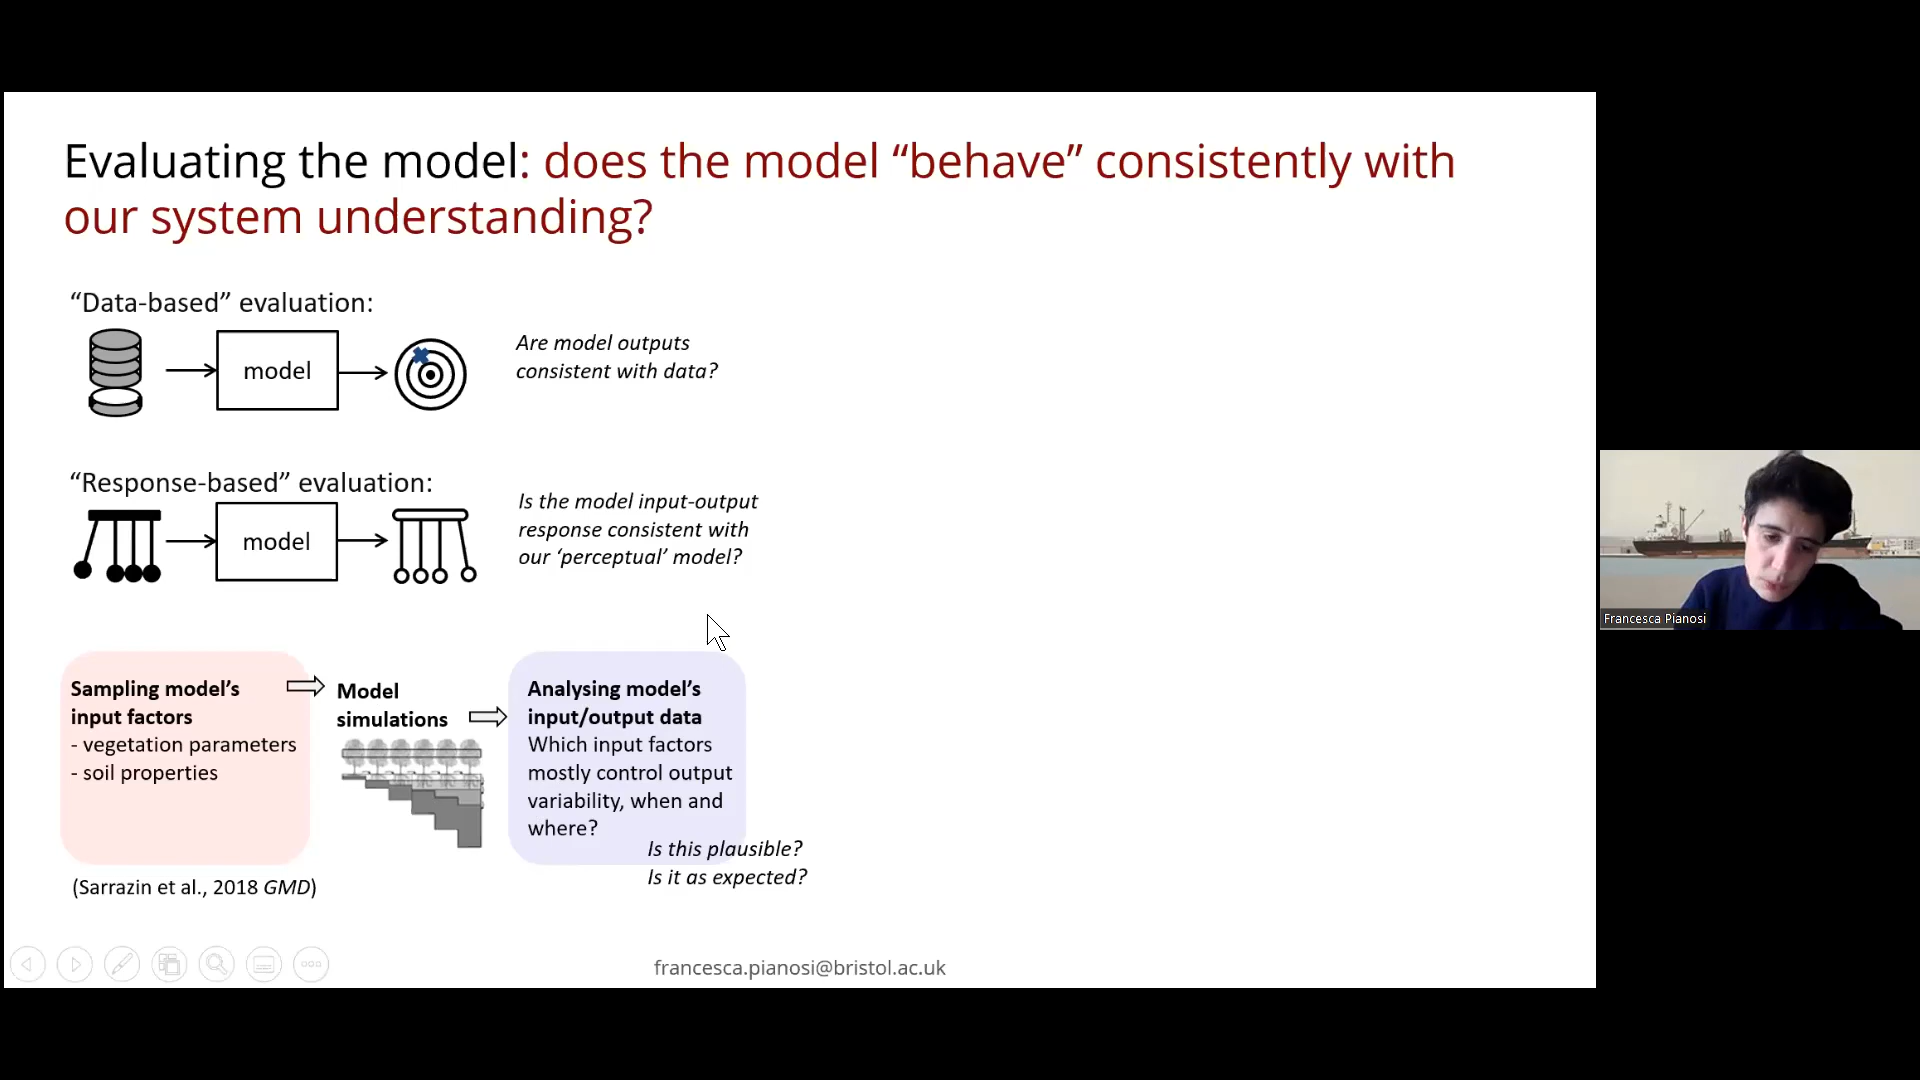 Evaluating the model: does the model “behave” consistently with
our system understanding?
“Data-based” evaluation:
model
Are model outputs
consistent with data?
“Response-based” evaluation:
model
Is the model input-output
response consistent with
our ‘perceptual’ model?
Sampling model’s
input factors
- vegetation parameters
- soil properties
Model
simulations
Analysing model’s
input/output data
Which input factors
mostly control output
variability, when and
where?
Is this plausible?
Is it as expected?
(Sarrazin et al., 2018 GMD)
francesca.pianosi@bristol.ac.uk
Francesca Pianosi